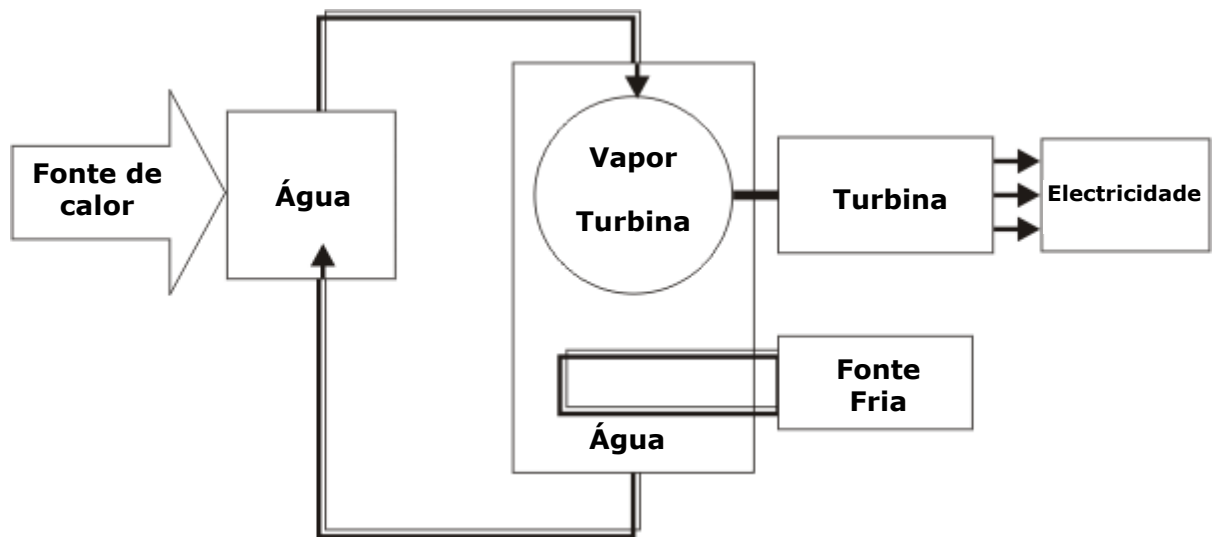 Fonte de
calor
Água
Vapor
Turbina
Turbina
Electricidade
Fonte
Fria
Água